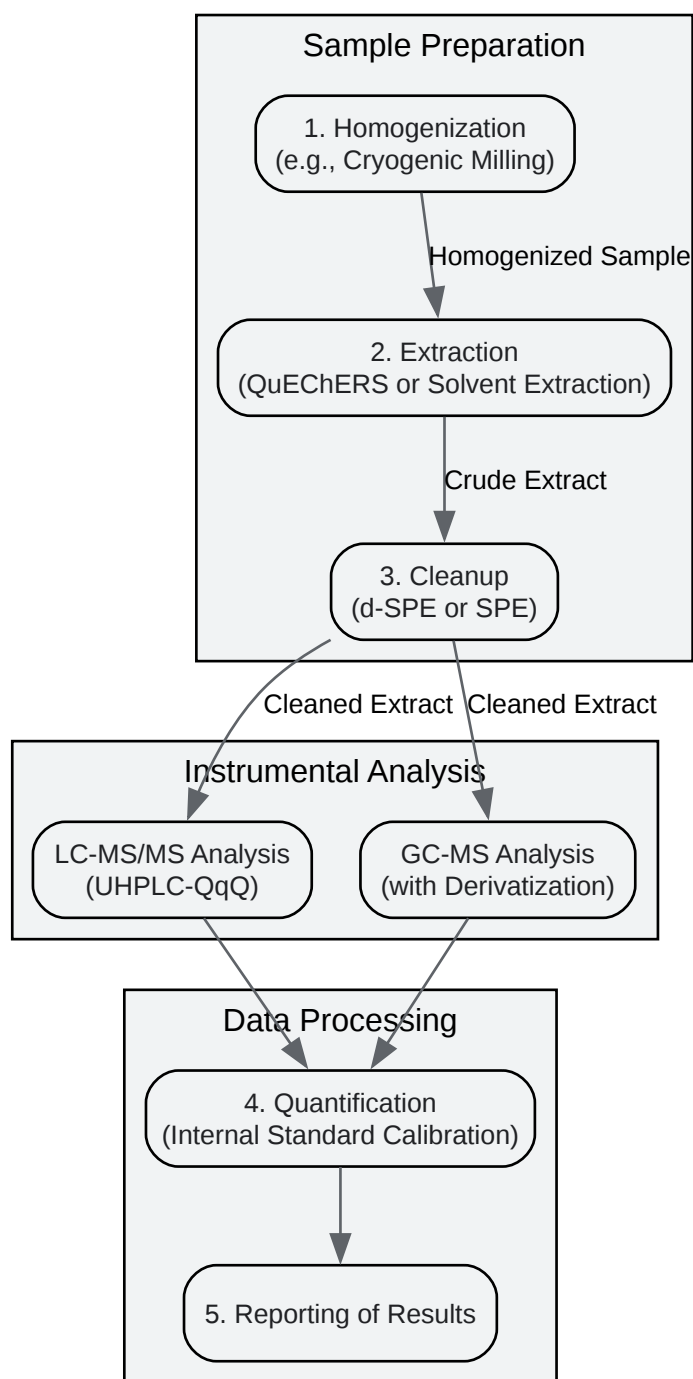 Sample Preparation
1. Homogenization
(e.g., Cryogenic Milling)
Homogenized Sample
2. Extraction
(QuEChERS or Solvent Extraction)
Crude Extract
3. Cleanup
(d-SPE or SPE)
Cleaned Extract
Cleaned Extract
Instrumental Analysis
LC-MS/MS Analysis
(UHPLC-QqQ)
GC-MS Analysis
(with Derivatization)
Data Processing
4. Quantification
(Internal Standard Calibration)
5. Reporting of Results